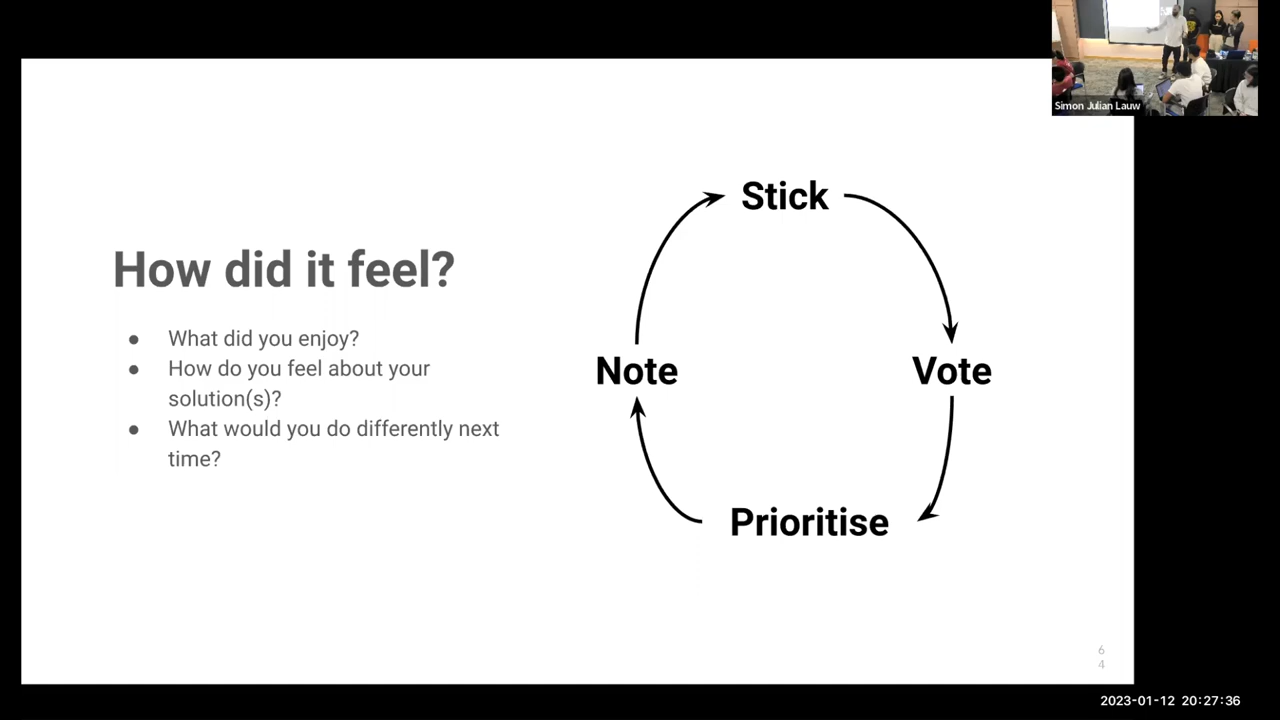 Simon Julian Lauw
How did it feel?
● What did you enjoy?
● How do you feel about your
solution(s)?
● What would you do differently next
time?
Stick
Note
Vote
Prioritise
6
4
2023-01-12 20:27:36